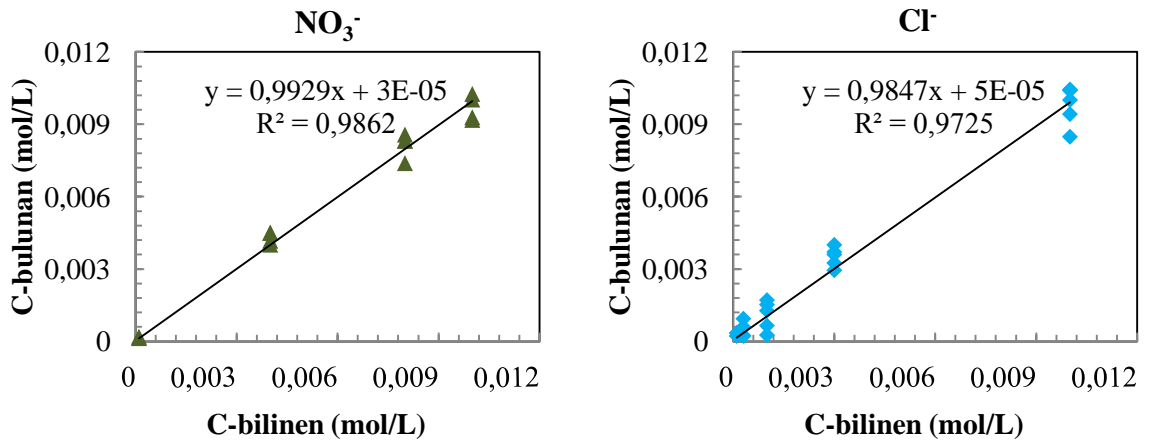 NO₃⁻
0,012
0,009
0,006
0,003
0
C-bulunan (mol/L)
y = 0,9929x + 3E-05
R² = 0,9862
0 0,003 0,006 0,009 0,012
C-bilinen (mol/L)
Cl⁻
0,012
0,009
0,006
0,003
0
C-bulunan (mol/L)
y = 0,9847x + 5E-05
R² = 0,9725
0 0,003 0,006 0,009 0,012
C-bilinen (mol/L)